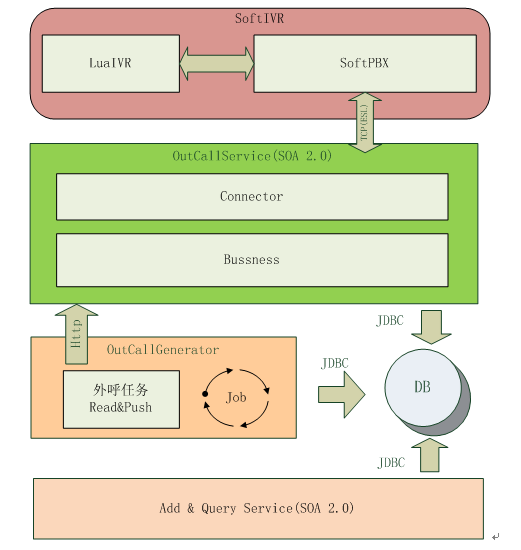 SoftIVR
LuaIVR
SoftPBX
TCP(ESL)
OutCallService(SOA 2.0)
Connector
Bussness
Http
JDBC
OutCallGenerator
外呼任务
Read&Push
Job
JDBC
DB
JDBC
Add & Query Service(SOA 2.0)